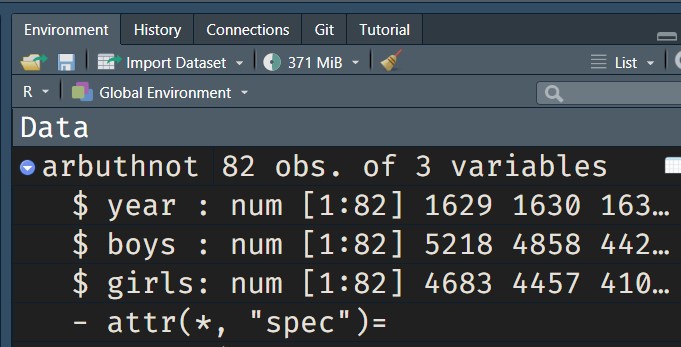 Environment History Connections Git Tutorial
Import Dataset 371 MiB List
R Global Environment
Data
arbuthnot 82 obs. of 3 variables
$ year : num [1:82] 1629 1630 163…
$ boys : num [1:82] 5218 4858 442…
$ girls: num [1:82] 4683 4457 410…
- attr(*, "spec")=